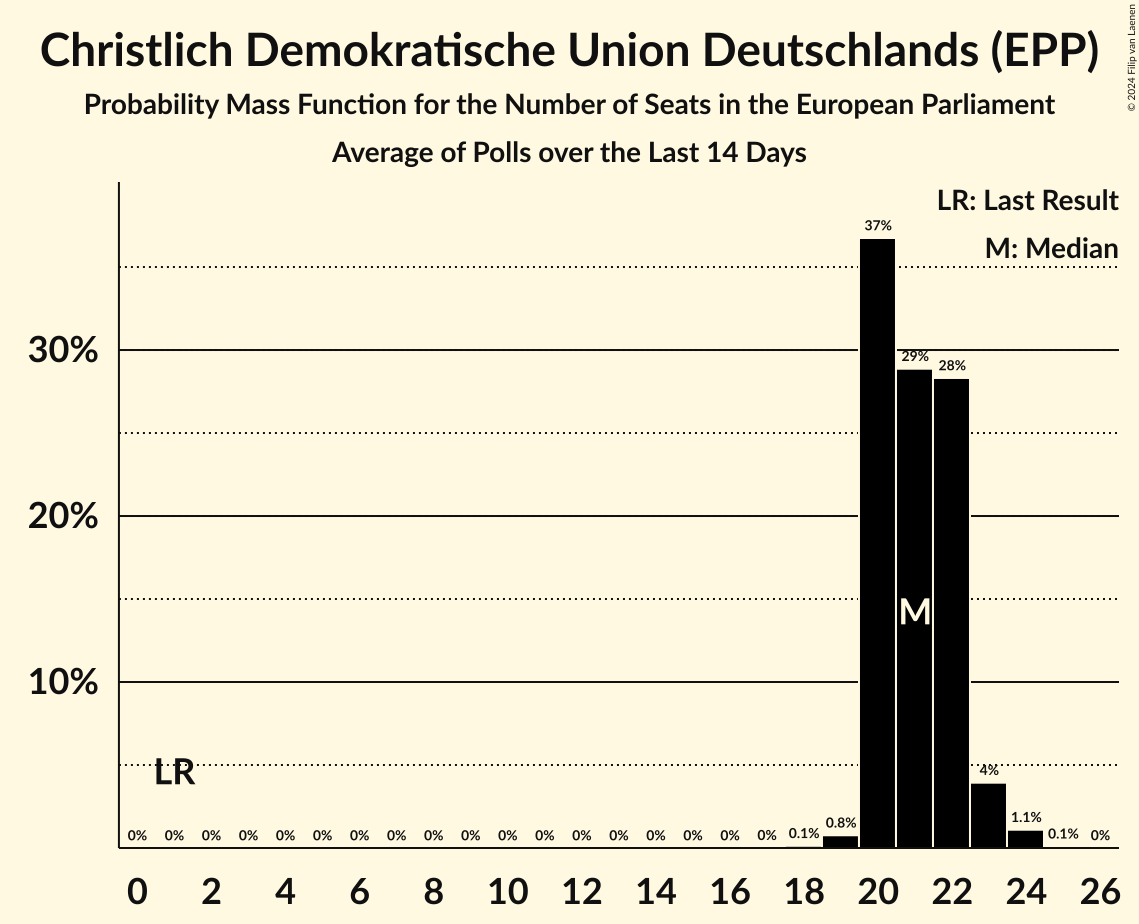 Christlich Demokratische Union Deutschlands (EPP)
Probability Mass Function for the Number of Seats in the European Parliament
Average of Polls over the Last 14 Days
© 2024 Filip van Laenen
LR: Last Result
M: Median
30%
20%
10%
LR
M
0% 0% 0% 0% 0% 0% 0% 0% 0% 0% 0% 0% 0% 0% 0% 0% 0% 0% 0.1% 0.8% 37% 29% 28% 4% 1.1% 0.1% 0%
0 2 4 6 8 10 12 14 16 18 20 22 24 26